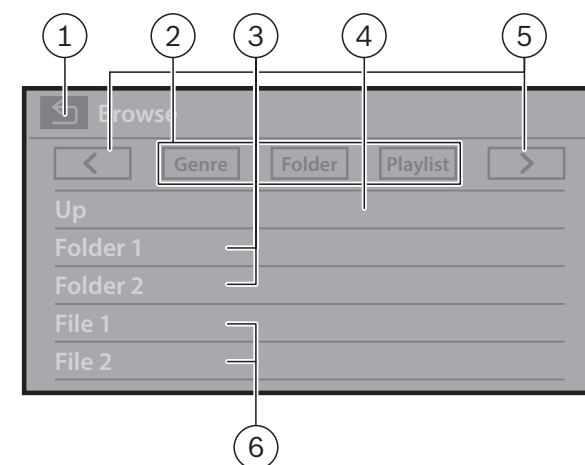 1 2 3 4 5
Browse
< Genre Folder Playlist >
Up
Folder 1
Folder 2
File 1
File 2
6